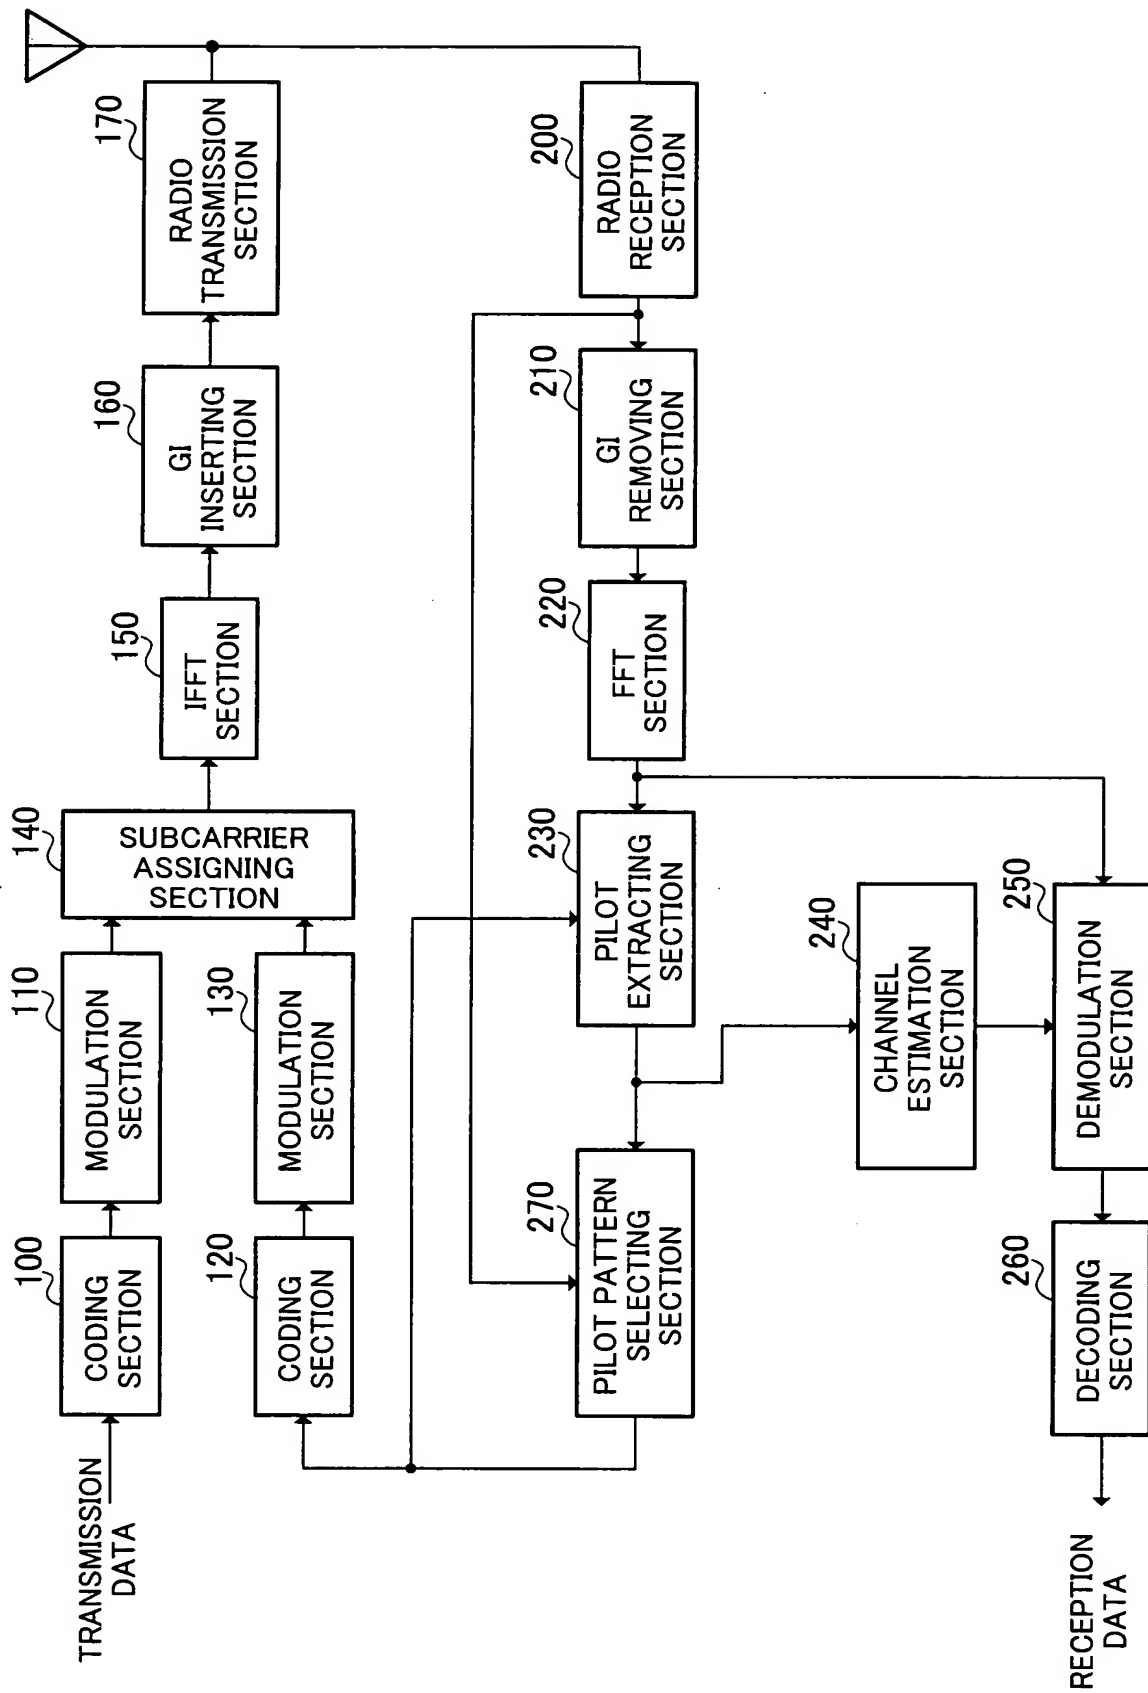 TRANSMISSION
DATA
100
CODING
SECTION
110
MODULATION
SECTION
120
CODING
SECTION
130
MODULATION
SECTION
140
SUBCARRIER
ASSIGNING
SECTION
150
IFFT
SECTION
160
GI
INSERTING
SECTION
170
RADIO
TRANSMISSION
SECTION
200
RADIO
RECEPTION
SECTION
210
GI
REMOVING
SECTION
220
FFT
SECTION
230
PILOT
EXTRACTING
SECTION
270
PILOT PATTERN
SELECTING
SECTION
240
CHANNEL
ESTIMATION
SECTION
250
DEMODULATION
SECTION
260
DECODING
SECTION
RECEPTION
DATA